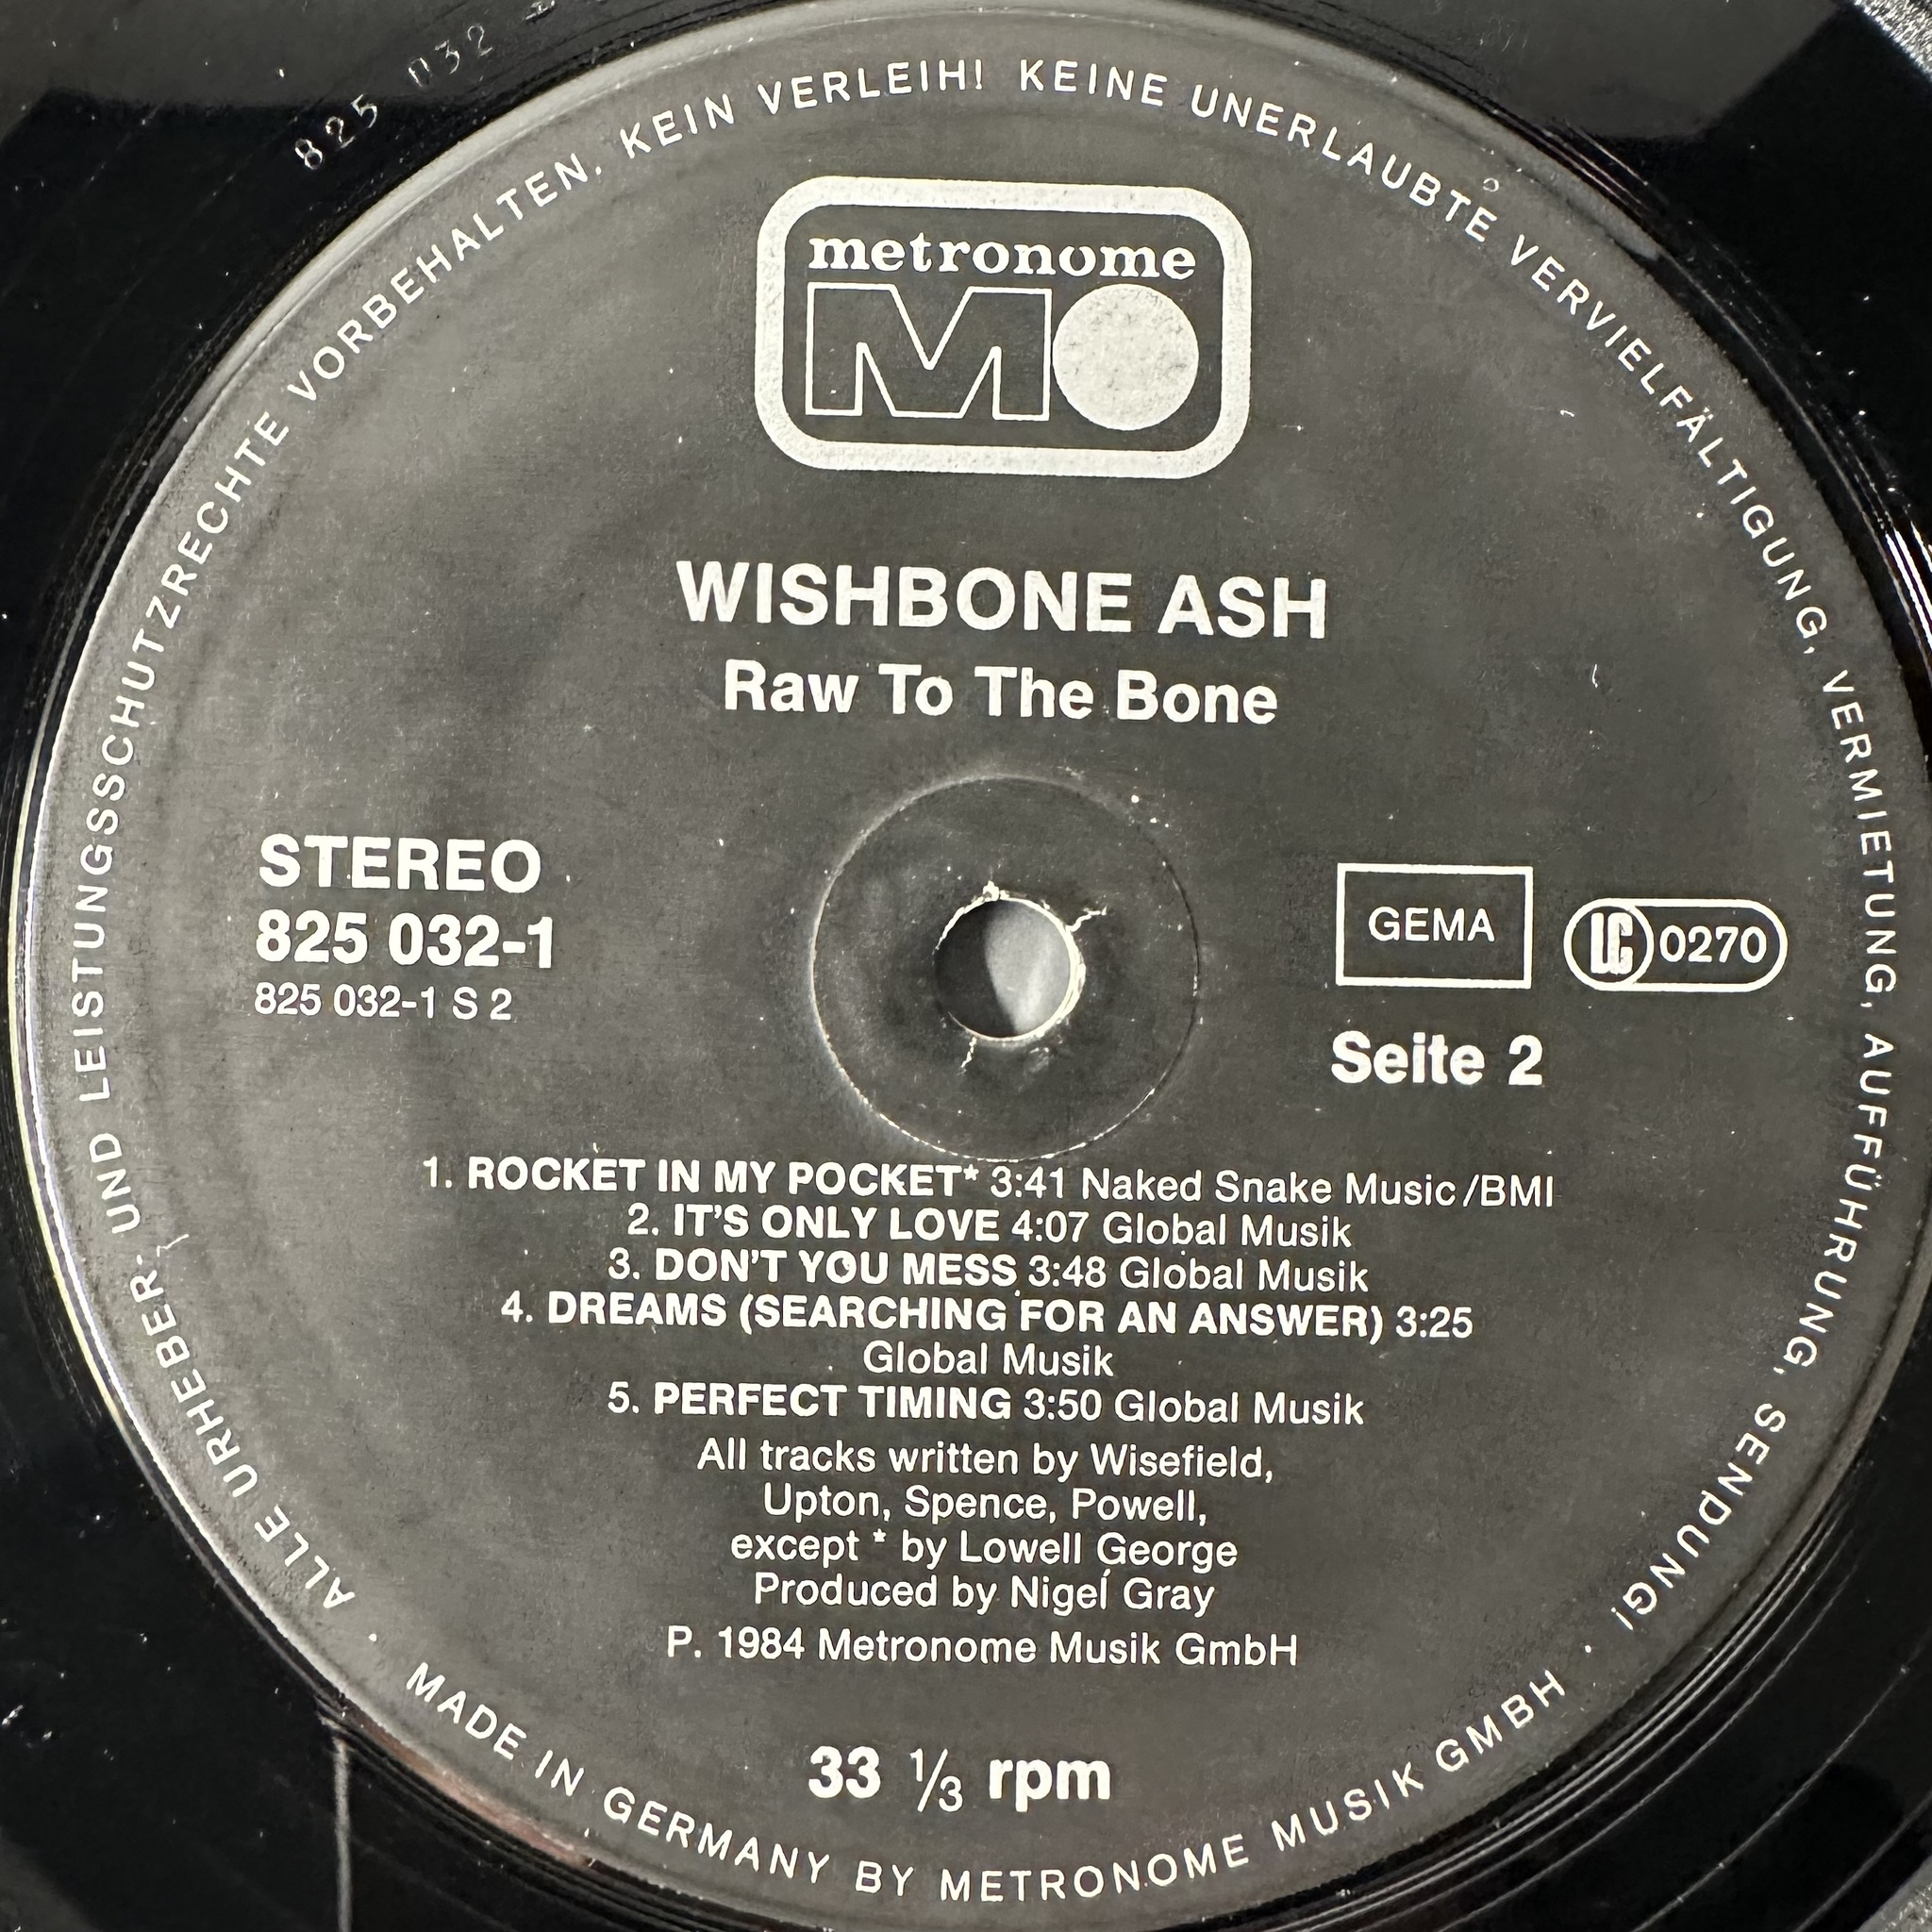 825 032
ALLE URHEBER- UND LEISTUNGSSCHUTZRECHTE VORBEHALTEN. KEIN VERLEIH! KEINE UNERLAUBTE VERVIELFÄLTIGUNG, VERMIETUNG, AUFFÜHRUNG, SENDUNG!
metronome
MO
WISHBONE ASH
Raw To The Bone
STEREO
825 032-1
825 032-1 S 2
GEMA
LC 0270
Seite 2
1. ROCKET IN MY POCKET* 3:41 Naked Snake Music/BMI
2. IT'S ONLY LOVE 4:07 Global Musik
3. DON'T YOU MESS 3:48 Global Musik
4. DREAMS (SEARCHING FOR AN ANSWER) 3:25
Global Musik
5. PERFECT TIMING 3:50 Global Musik
All tracks written by Wisefield,
Upton, Spence, Powell,
except * by Lowell George
Produced by Nigel Gray
P. 1984 Metronome Musik GmbH
33 1/3 rpm
· MADE IN GERMANY BY METRONOME MUSIK GMBH ·